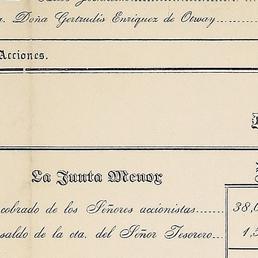 a. Doña Gertrudis Enriquez de Otway
Acciones.
La Junta Menor
cobrado de los Señores accionistas
saldo de la cta. del Señor Tesorero